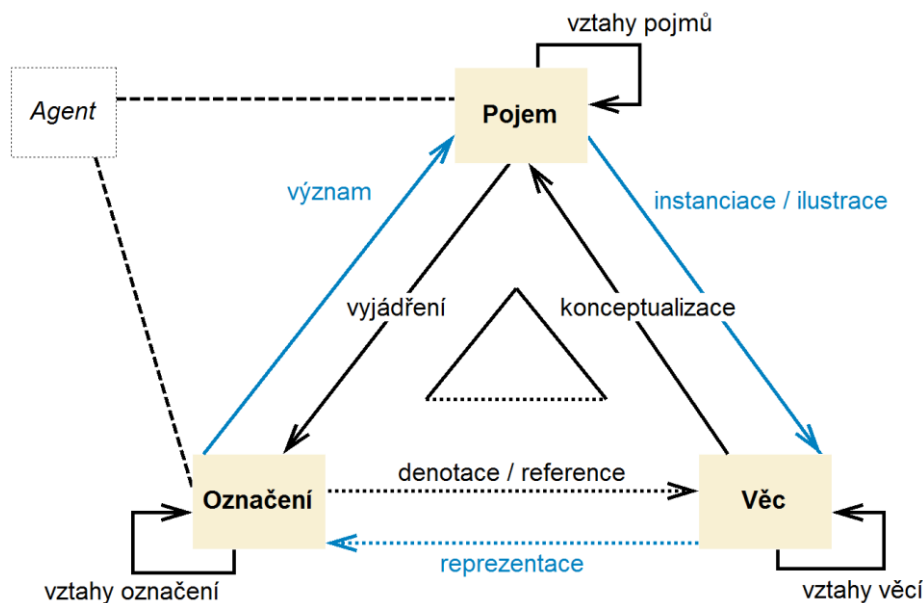 vztahy pojmů
Agent
Pojem
význam
instanciace / ilustrace
vyjádření
konceptualizace
denotace / reference
Označení
Věc
reprezentace
vztahy označení
vztahy věcí